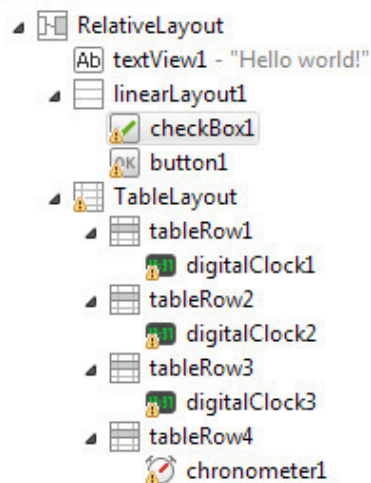 RelativeLayout
Ab textView1 - "Hello world!"
linearLayout1
checkBox1
OK button1
TableLayout
tableRow1
digitalClock1
tableRow2
digitalClock2
tableRow3
digitalClock3
tableRow4
chronometer1